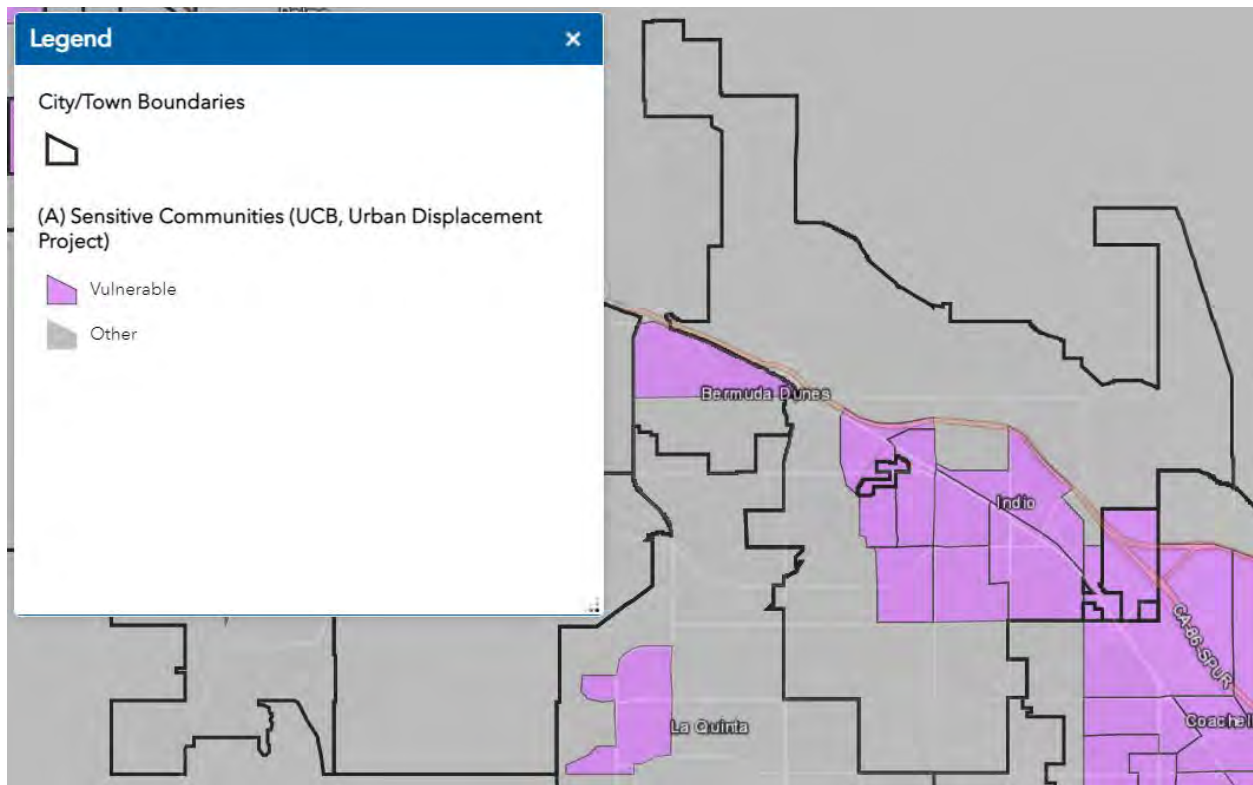 Legend
City/Town Boundaries
(A) Sensitive Communities (UCB, Urban Displacement
Project)
Vulnerable
Other
Bermuda Dunes
Indio
CA-86-SPUR
La Quinta
Coachell